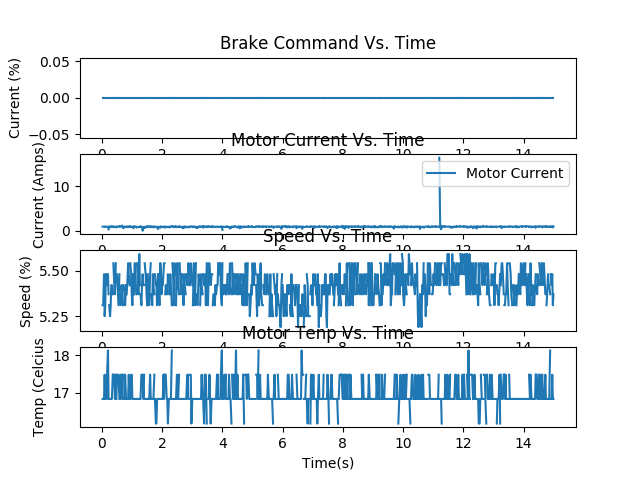 Brake Command Vs. Time
0.05
0.00
−0.05
Current (%)
0 2 4 6 8 10 12 14
Motor Current Vs. Time
10
0
Current (Amps)
Motor Current
0 2 4 6 8 10 12 14
Speed Vs. Time
5.50
5.25
Speed (%)
0 2 4 6 8 10 12 14
Motor Tenp Vs. Time
18
17
Temp (Celcius
0 2 4 6 8 10 12 14
Time(s)